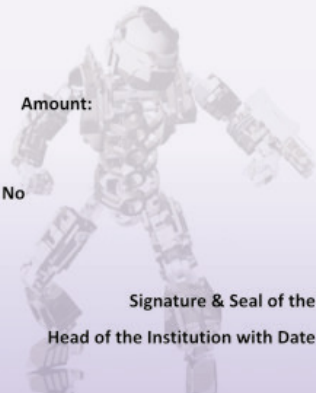 Amount:
No
Signature & Seal of the
Head of the Institution with Date